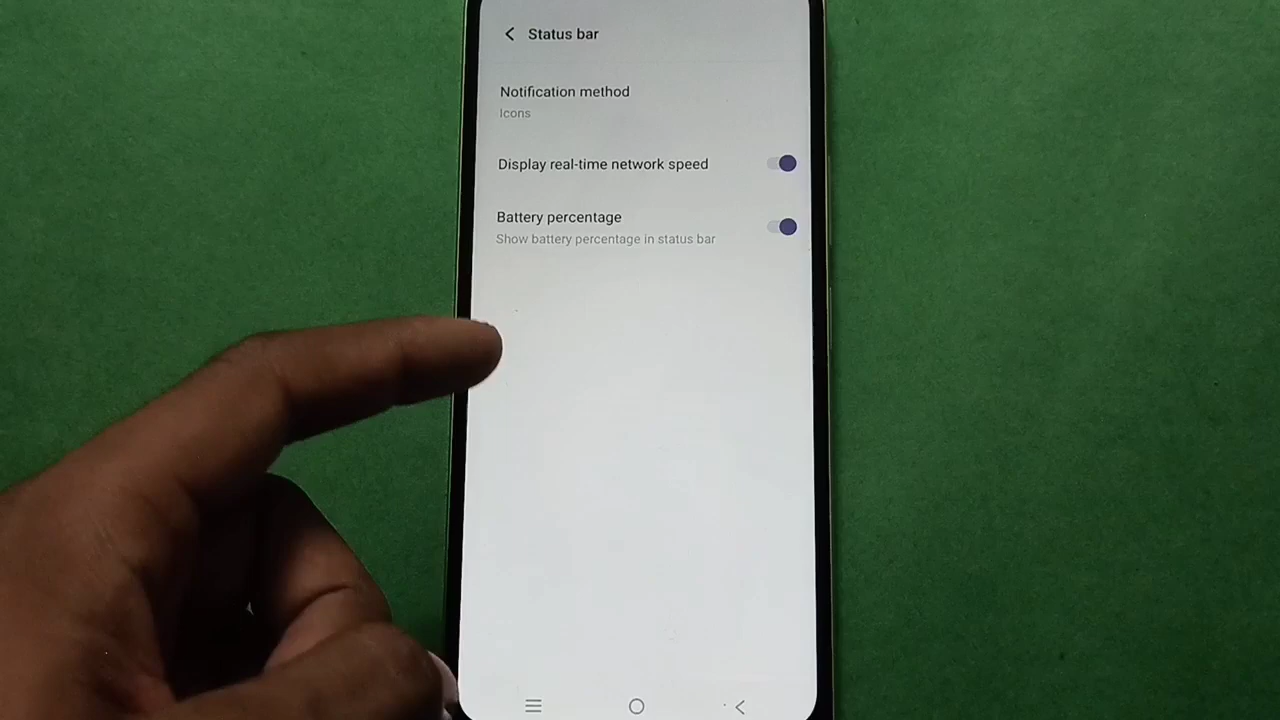 Status bar
Notification method
Icons
Display real-time network speed
Battery percentage
Show battery percentage in status bar